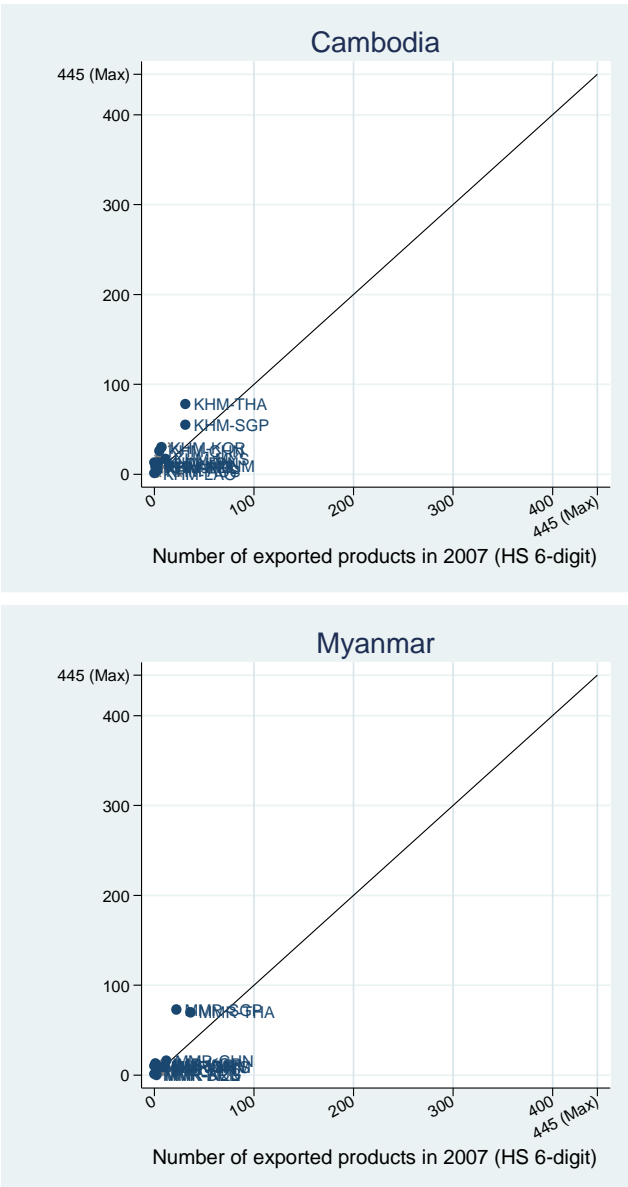 Cambodia
445 (Max)
400
300
200
100
0
KHM-THA
KHM-SGP
KHM-KOR
KHM-CHN
KHM-LAO
0
100
200
300
400
445 (Max)
Number of exported products in 2007 (HS 6-digit)
Myanmar
445 (Max)
400
300
200
100
0
MMR-SGP
MMR-THA
MMR-CHN
0
100
200
300
400
445 (Max)
Number of exported products in 2007 (HS 6-digit)